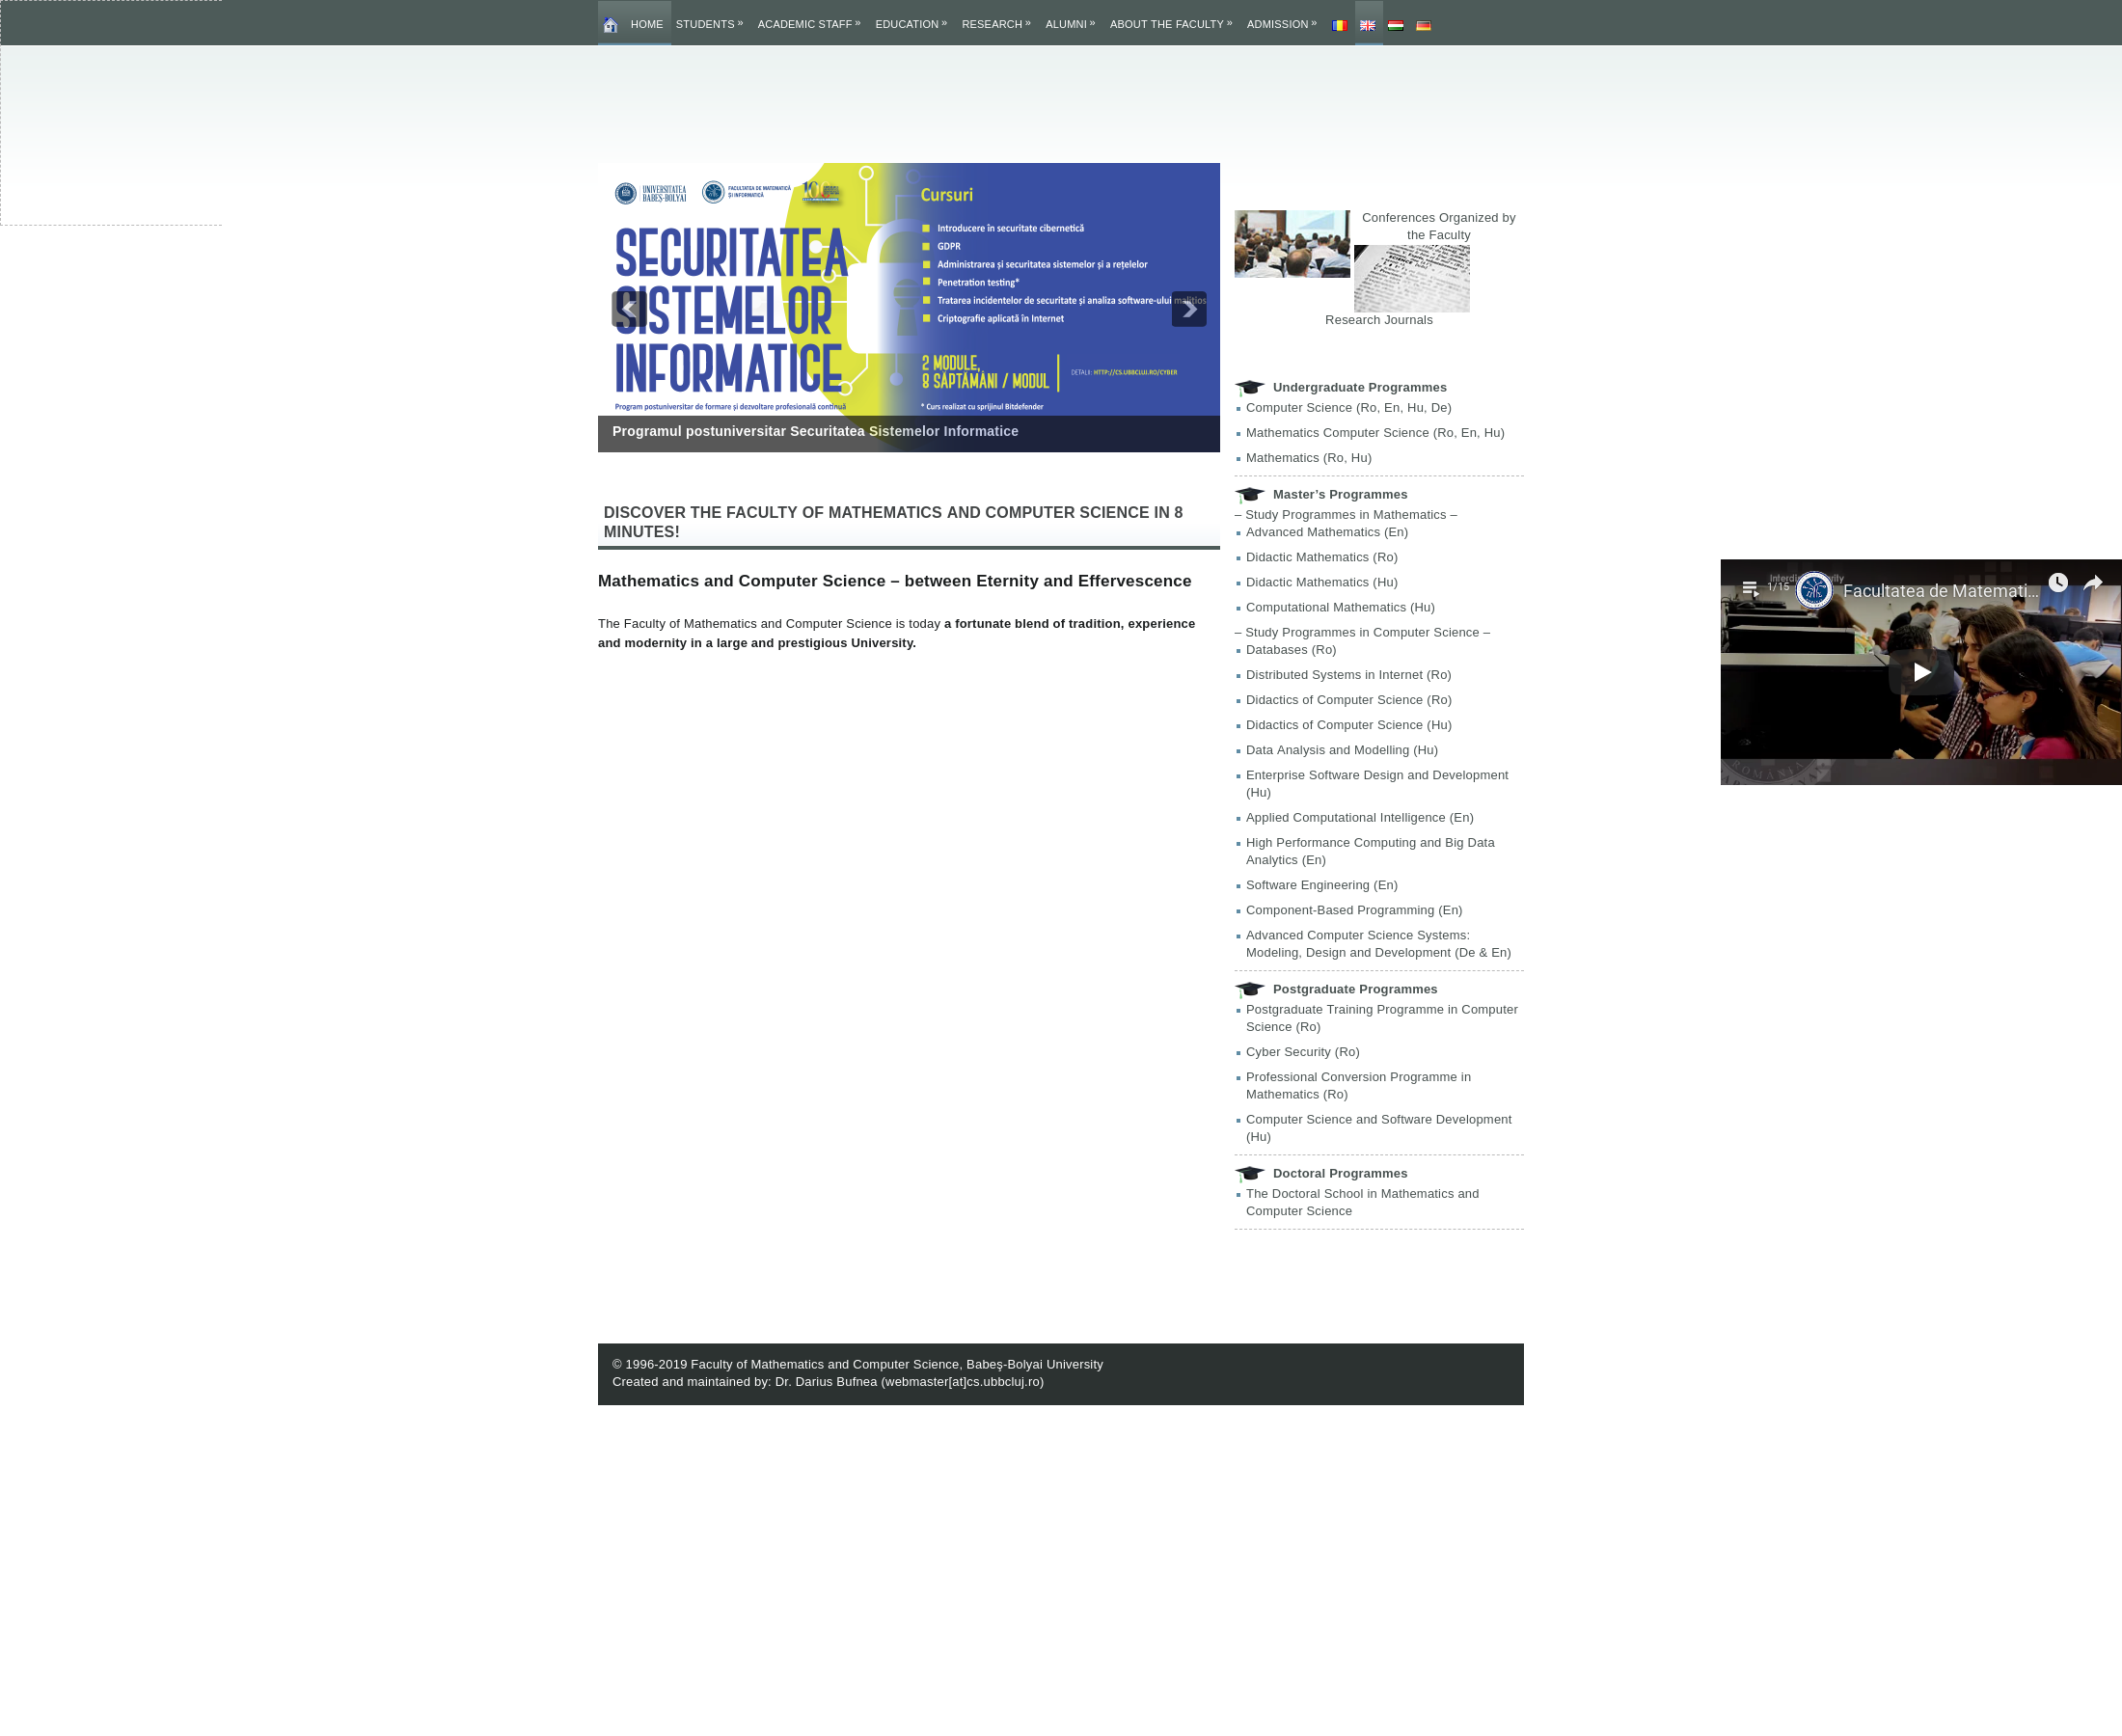 HOME STUDENTS » ACADEMIC STAFF » EDUCATION » RESEARCH » ALUMNI » ABOUT THE FACULTY » ADMISSION »
UNIVERSITATEA
BABEȘ-BOLYAI
FACULTATEA DE MATEMATICĂ
ȘI INFORMATICĂ
SECURITATEA
SISTEMELOR
INFORMATICE
Program postuniversitar de formare și dezvoltare profesională continuă
Cursuri
Introducere în securitate cibernetică
GDPR
Administrarea și securitatea sistemelor și a rețelelor
Penetration testing*
Tratarea incidentelor de securitate și analiza software-ului malițios
Criptografie aplicată în Internet
2 MODULE,
8 SĂPTĂMÂNI / MODUL
DETALII: HTTP://CS.UBBCLUJ.RO/CYBER
* Curs realizat cu sprijinul Bitdefender
Programul postuniversitar Securitatea Sistemelor Informatice
DISCOVER THE FACULTY OF MATHEMATICS AND COMPUTER SCIENCE IN 8
MINUTES!
Mathematics and Computer Science – between Eternity and Effervescence
The Faculty of Mathematics and Computer Science is today a fortunate blend of tradition, experience
and modernity in a large and prestigious University.
Conferences Organized by
the Faculty
Research Journals
Undergraduate Programmes
Computer Science (Ro, En, Hu, De)
Mathematics Computer Science (Ro, En, Hu)
Mathematics (Ro, Hu)
Master’s Programmes
– Study Programmes in Mathematics –
Advanced Mathematics (En)
Didactic Mathematics (Ro)
Didactic Mathematics (Hu)
Computational Mathematics (Hu)
– Study Programmes in Computer Science –
Databases (Ro)
Distributed Systems in Internet (Ro)
Didactics of Computer Science (Ro)
Didactics of Computer Science (Hu)
Data Analysis and Modelling (Hu)
Enterprise Software Design and Development
(Hu)
Applied Computational Intelligence (En)
High Performance Computing and Big Data
Analytics (En)
Software Engineering (En)
Component-Based Programming (En)
Advanced Computer Science Systems:
Modeling, Design and Development (De & En)
Postgraduate Programmes
Postgraduate Training Programme in Computer
Science (Ro)
Cyber Security (Ro)
Professional Conversion Programme in
Mathematics (Ro)
Computer Science and Software Development
(Hu)
Doctoral Programmes
The Doctoral School in Mathematics and
Computer Science
1/15
Facultatea de Matemati...
© 1996-2019 Faculty of Mathematics and Computer Science, Babeş-Bolyai University
Created and maintained by: Dr. Darius Bufnea (webmaster[at]cs.ubbcluj.ro)